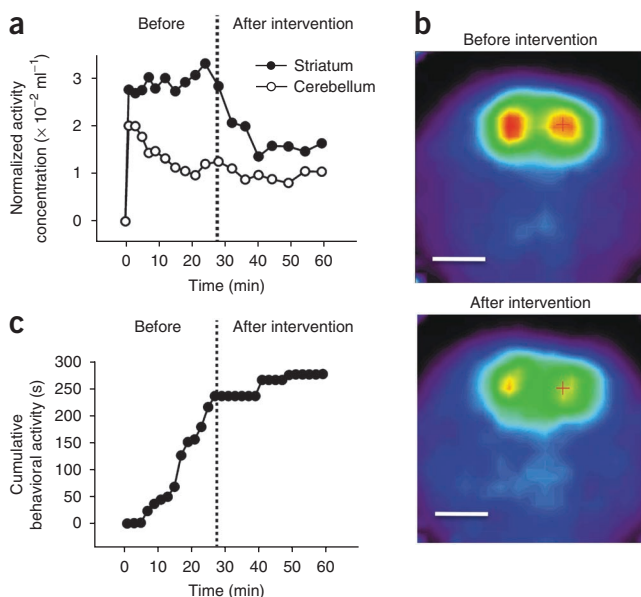 a
Before
After intervention
Striatum
Cerebellum
Normalized activity
concentration (× 10⁻² ml⁻¹)
3
2
1
0
0 10 20 30 40 50 60
Time (min)
b
Before intervention
After intervention
c
Before
After intervention
Cumulative
behavioral activity (s)
300
250
200
150
100
50
0
0 10 20 30 40 50 60
Time (min)